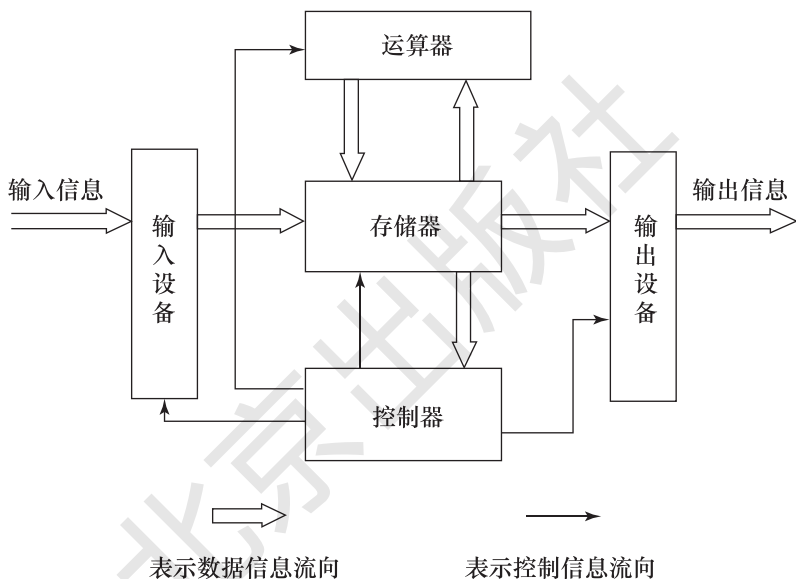 运算器
输入信息
输入设备
存储器
输出设备
输出信息
控制器
表示数据信息流向
表示控制信息流向
北京出版社